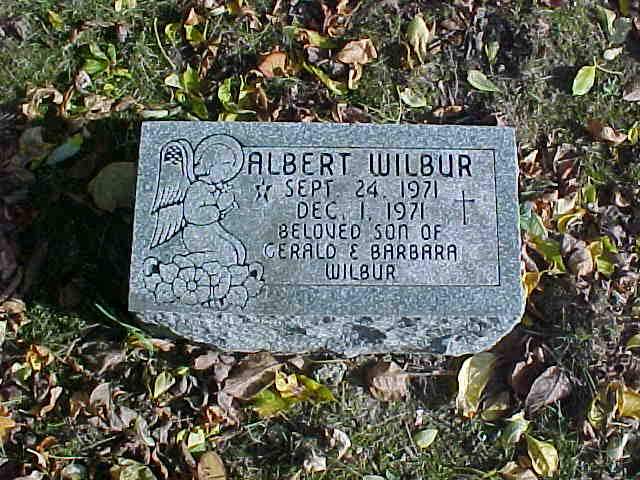 ALBERT WILBUR
SEPT. 24, 1971
DEC. 1, 1971
BELOVED SON OF
GERALD & BARBARA
WILBUR